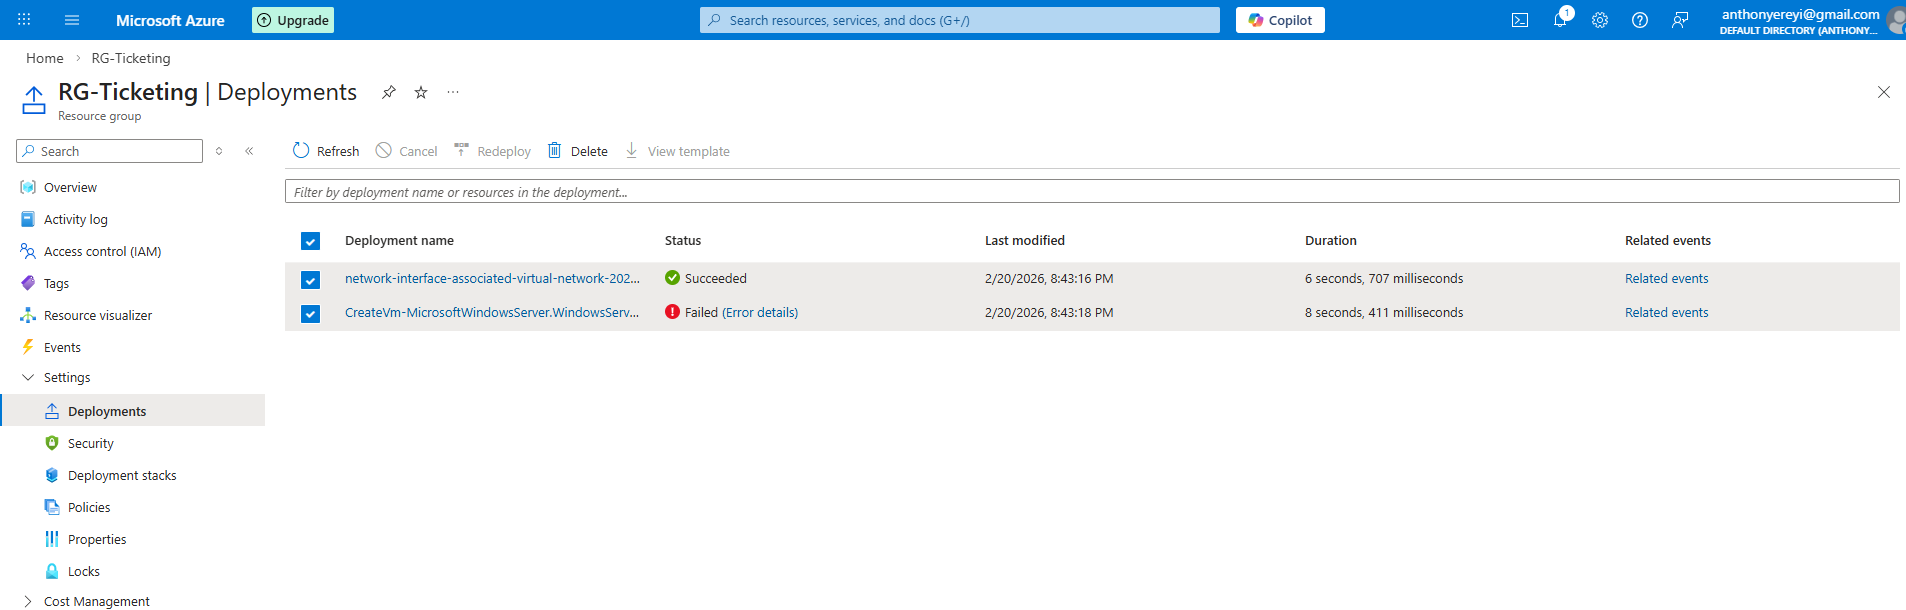 Microsoft Azure
Upgrade
Search resources, services, and docs (G+/)
Copilot
1
anthonyereyi@gmail.com
DEFAULT DIRECTORY (ANTHONY...
Home > RG-Ticketing
RG-Ticketing | Deployments
Resource group
Search
Refresh Cancel Redeploy Delete View template
Filter by deployment name or resources in the deployment...
Overview
Activity log
Access control (IAM)
Tags
Resource visualizer
Events
Settings
Deployments
Security
Deployment stacks
Policies
Properties
Locks
Cost Management
Deployment name Status Last modified Duration Related events
network-interface-associated-virtual-network-202... Succeeded 2/20/2026, 8:43:16 PM 6 seconds, 707 milliseconds Related events
CreateVm-MicrosoftWindowsServer.WindowsServ... Failed (Error details) 2/20/2026, 8:43:18 PM 8 seconds, 411 milliseconds Related events